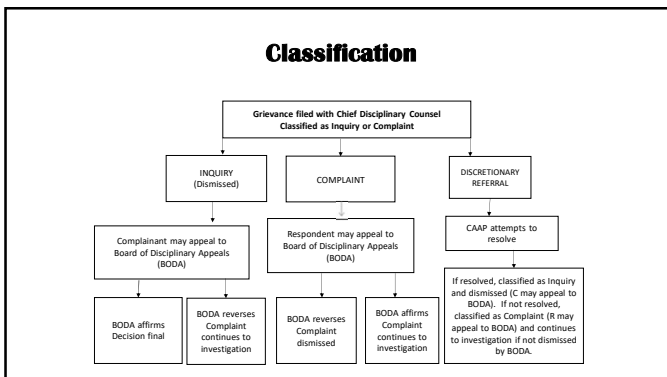 Classification
Grievance filed with Chief Disciplinary Counsel
Classified as Inquiry or Complaint
INQUIRY
(Dismissed)
COMPLAINT
DISCRETIONARY
REFERRAL
Complainant may appeal to
Board of Disciplinary Appeals
(BODA)
Respondent may appeal to
Board of Disciplinary Appeals
(BODA)
CAAP attempts to
resolve
BODA affirms
Decision final
BODA reverses
Complaint
continues to
investigation
BODA reverses
Complaint
dismissed
BODA affirms
Complaint
continues to
investigation
If resolved, classified as Inquiry
and dismissed (C may appeal to
BODA).  If not resolved,
classified as Complaint (R may
appeal to BODA) and continues
to investigation if not dismissed
by BODA.